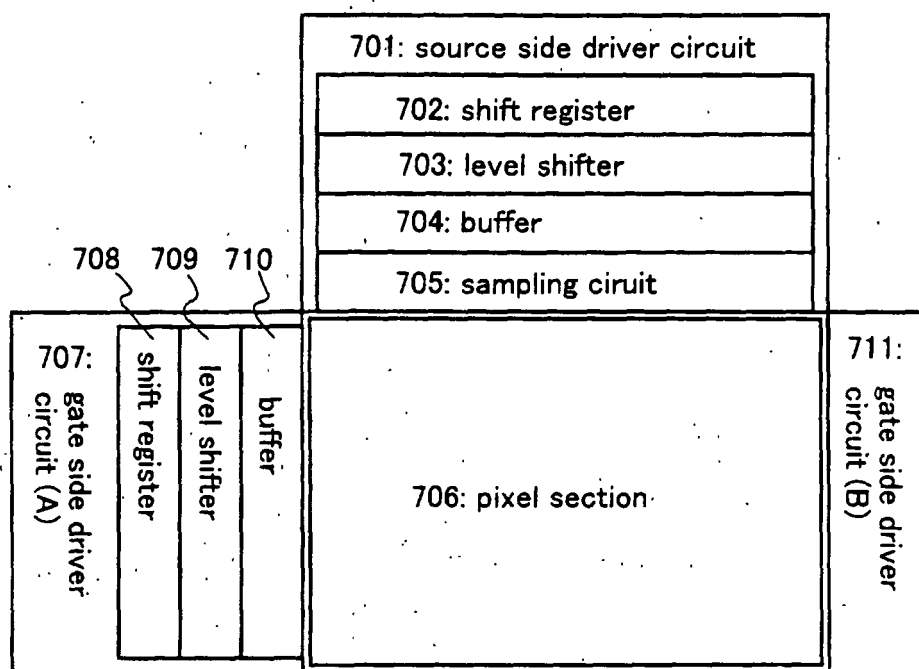 701: source side driver circuit
702: shift register
703: level shifter
704: buffer
705: sampling ciruit
708 709 710
707:
gate side driver
circuit (A)
shift register
level shifter
buffer
706: pixel section
711:
gate side driver
circuit (B)